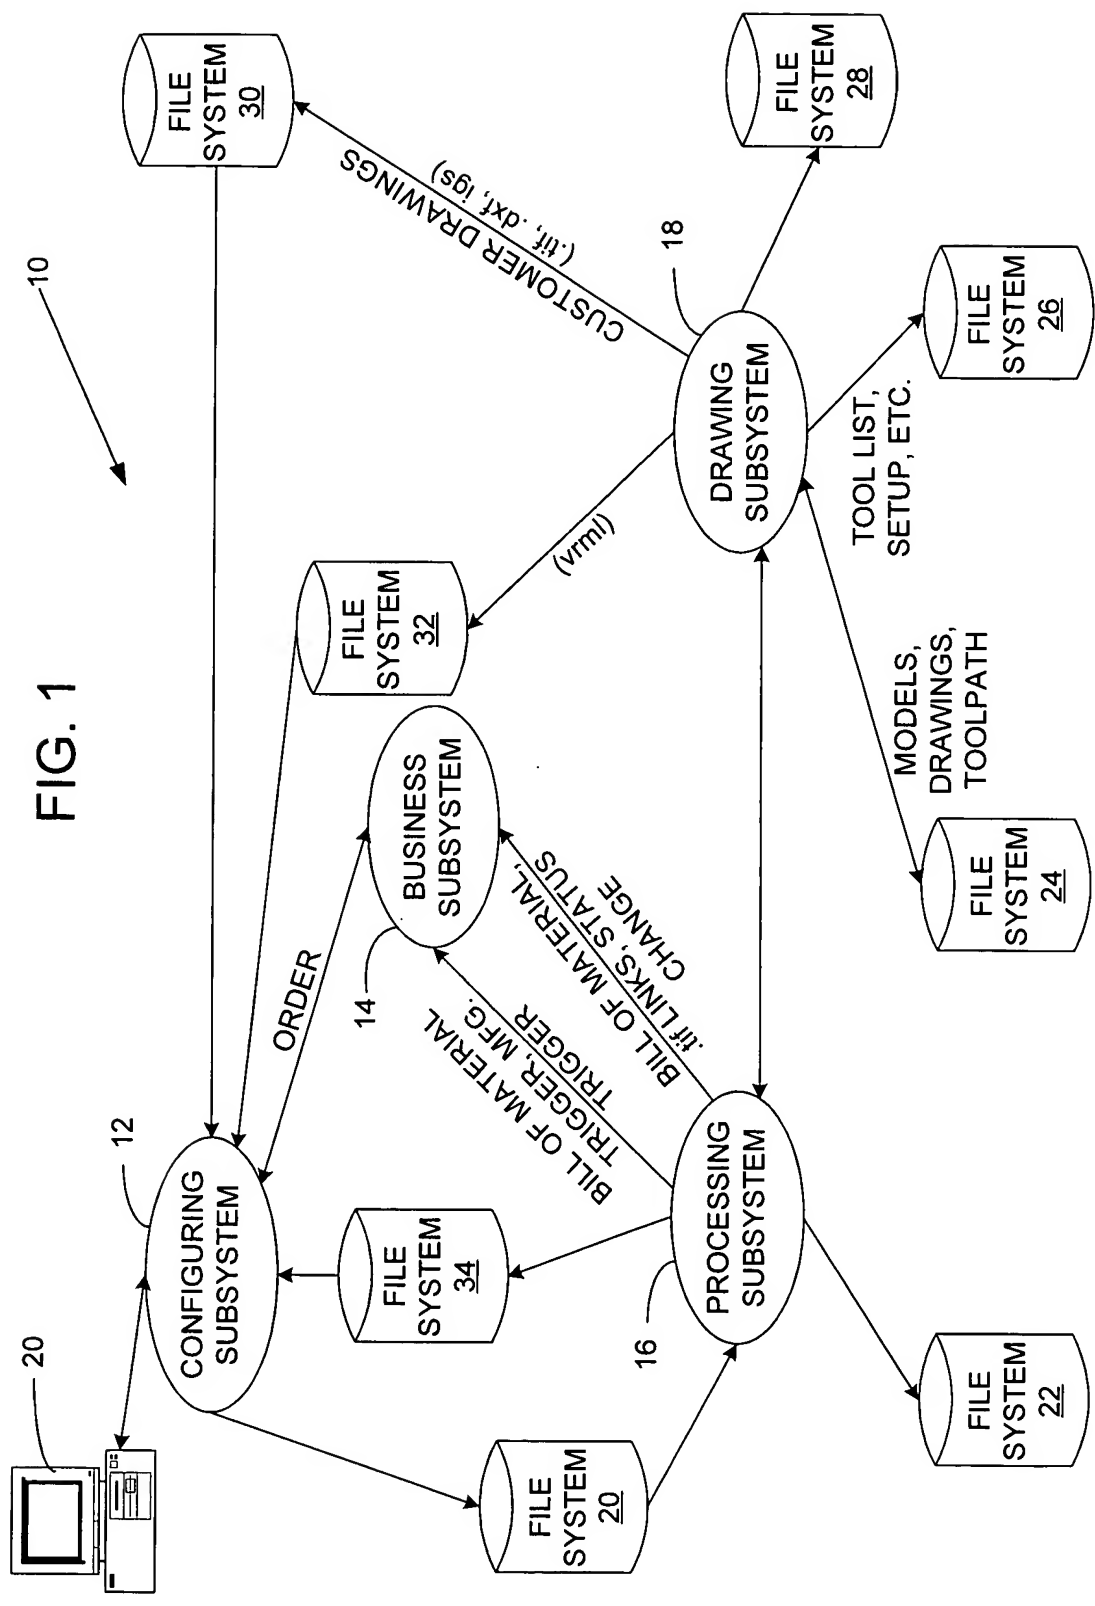 FIG. 1
10
20
12
CONFIGURING
SUBSYSTEM
FILE
SYSTEM
30
ORDER
FILE
SYSTEM
32
CUSTOMER DRAWINGS
(.tif, .dxf, igs)
(vrml)
14
BUSINESS
SUBSYSTEM
FILE
SYSTEM
34
BILL OF MATERIAL
TRIGGER, MFG.
TRIGGER
BILL OF MATERIAL,
.tif LINKS, STATUS
CHANGE
FILE
SYSTEM
20
16
PROCESSING
SUBSYSTEM
18
DRAWING
SUBSYSTEM
FILE
SYSTEM
28
TOOL LIST,
SETUP, ETC.
MODELS,
DRAWINGS,
TOOLPATH
FILE
SYSTEM
22
FILE
SYSTEM
24
FILE
SYSTEM
26